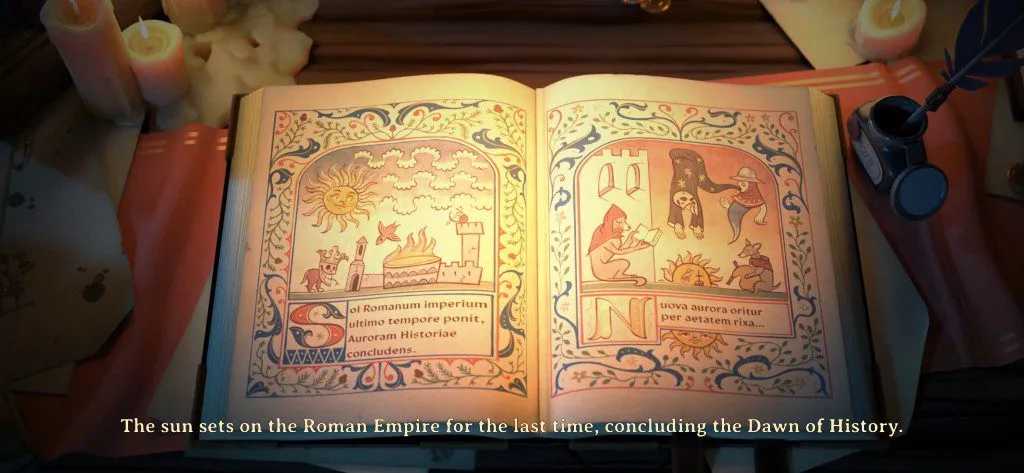 Sol Romanum imperium
ultimo tempore ponit,
Auroram Historiae
concludens.
Nuova aurora oritur
per aetatem rixa...
The sun sets on the Roman Empire for the last time, concluding the Dawn of History.